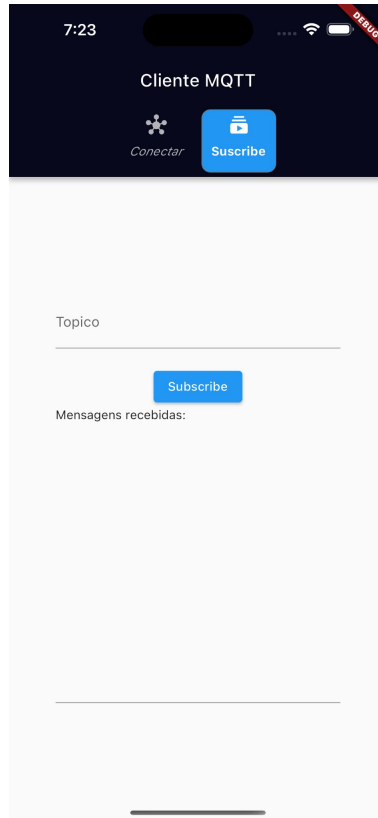 7:23
DEBUG
Cliente MQTT
Conectar
Suscribe
Topico
Subscribe
Mensagens recebidas: